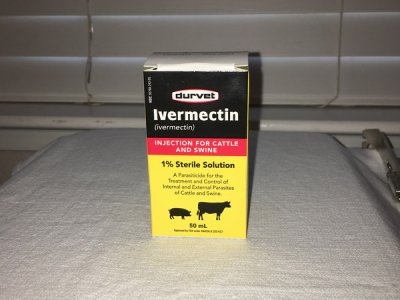 durvet
Ivermectin
(ivermectin)
INJECTION FOR CATTLE
AND SWINE
1% Sterile Solution
A Parasiticide for the
Treatment and Control of
Internal and External Parasites
of Cattle and Swine.
50 mL